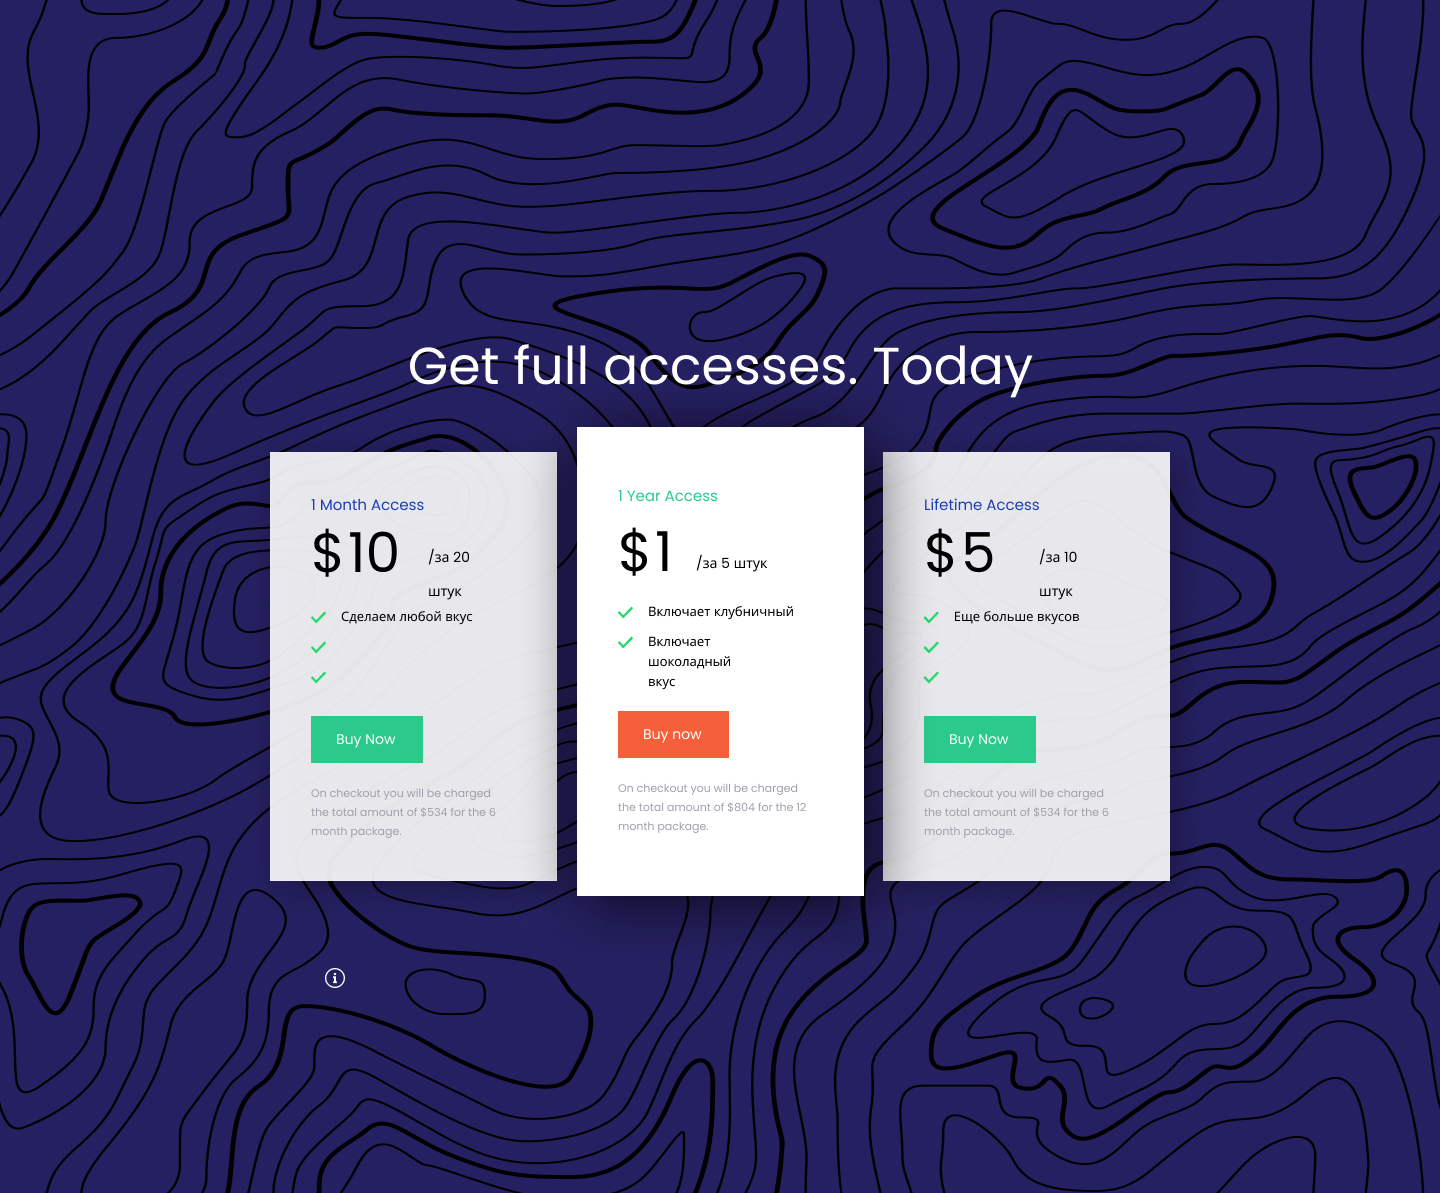 Get full accesses. Today
1 Month Access
$10 /за 20
штук
Сделаем любой вкус
Buy Now
On checkout you will be charged
the total amount of $534 for the 6
month package.
1 Year Access
$1 /за 5 штук
Включает клубничный
Включает
шоколадный
вкус
Buy now
On checkout you will be charged
the total amount of $804 for the 12
month package.
Lifetime Access
$5 /за 10
штук
Еще больше вкусов
Buy Now
On checkout you will be charged
the total amount of $534 for the 6
month package.